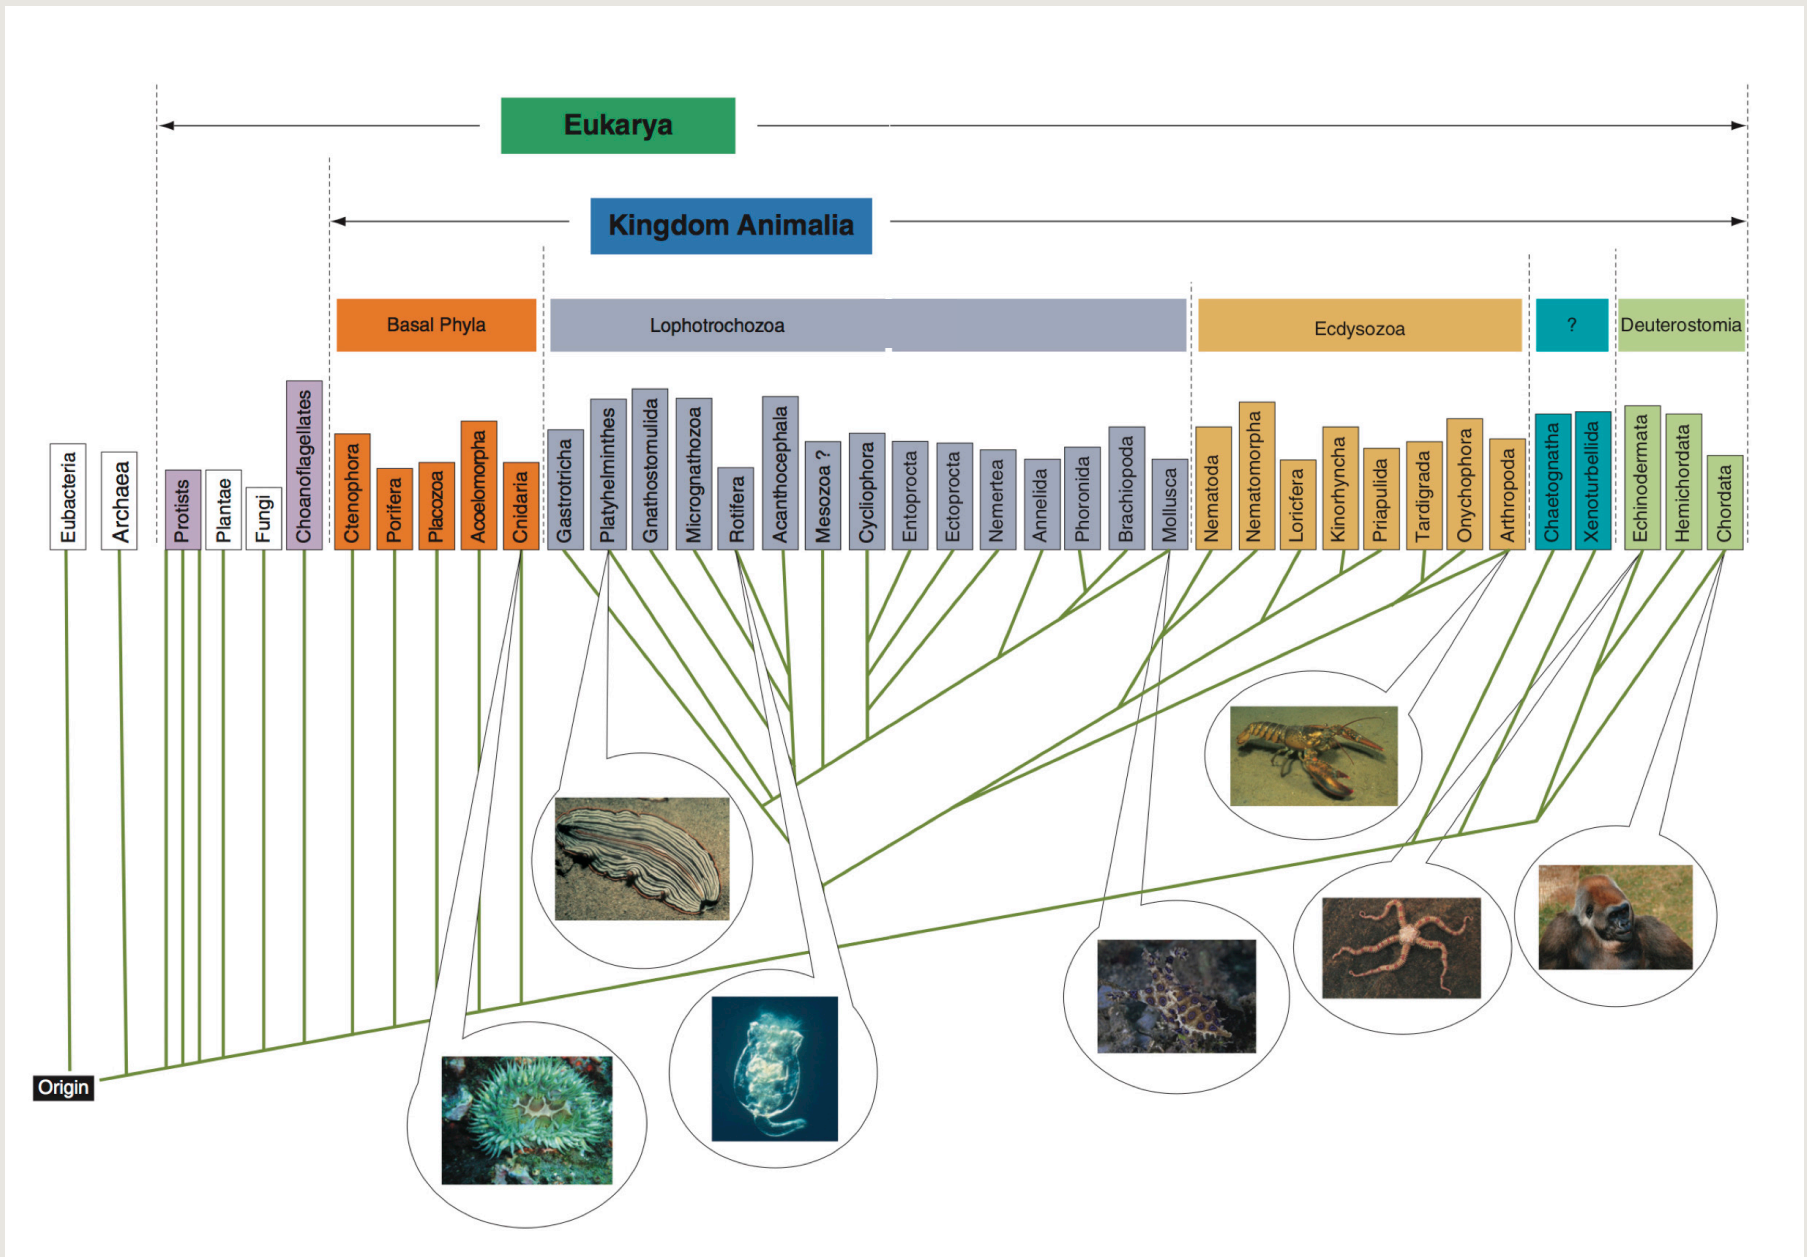 Eukarya
Kingdom Animalia
Basal Phyla
Lophotrochozoa
Ecdysozoa
?
Deuterostomia
Eubacteria
Archaea
Protists
Plantae
Fungi
Choanoflagellates
Ctenophora
Porifera
Placozoa
Acoelomorpha
Cnidaria
Gastrotricha
Platyhelminthes
Gnathostomulida
Micrognathozoa
Rotifera
Acanthocephala
Mesozoa ?
Cycliophora
Entoprocta
Ectoprocta
Nemertea
Annelida
Phoronida
Brachiopoda
Mollusca
Nematoda
Nematomorpha
Loricifera
Kinorhyncha
Priapulida
Tardigrada
Onychophora
Arthropoda
Chaetognatha
Xenoturbellida
Echinodermata
Hemichordata
Chordata
Origin